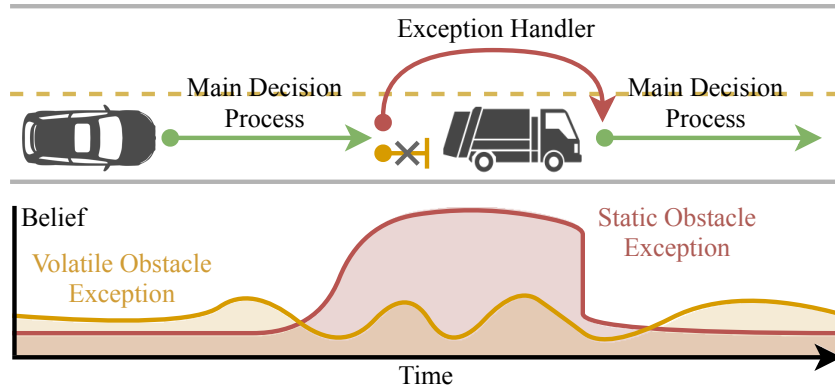 Exception Handler
Main Decision
Process
Main Decision
Process
Belief
Volatile Obstacle
Exception
Static Obstacle
Exception
Time